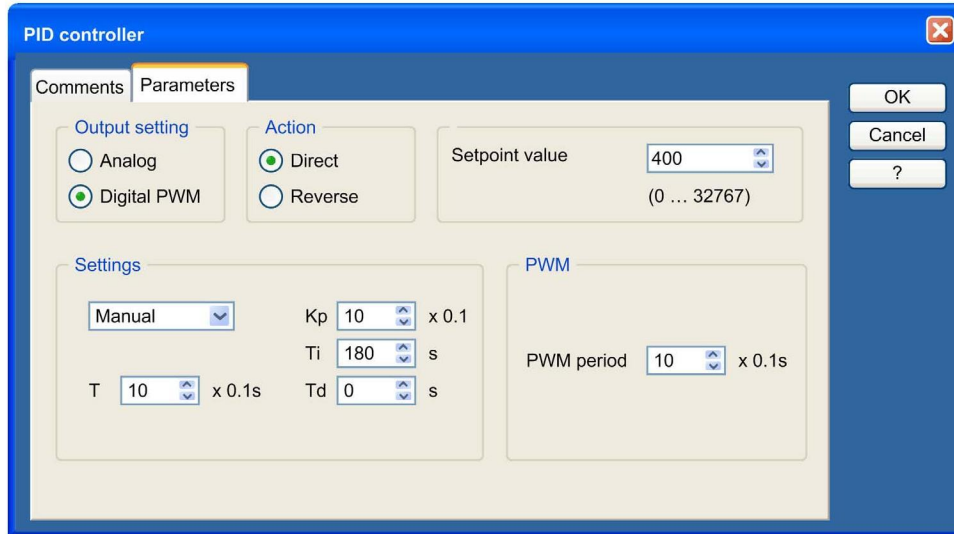 PID controller
Comments
Parameters
OK
Cancel
?
Output setting
Analog
Digital PWM
Action
Direct
Reverse
Setpoint value
400
(0 … 32767)
Settings
Manual
Kp 10 x 0.1
Ti 180 s
T 10 x 0.1s
Td 0 s
PWM
PWM period 10 x 0.1s